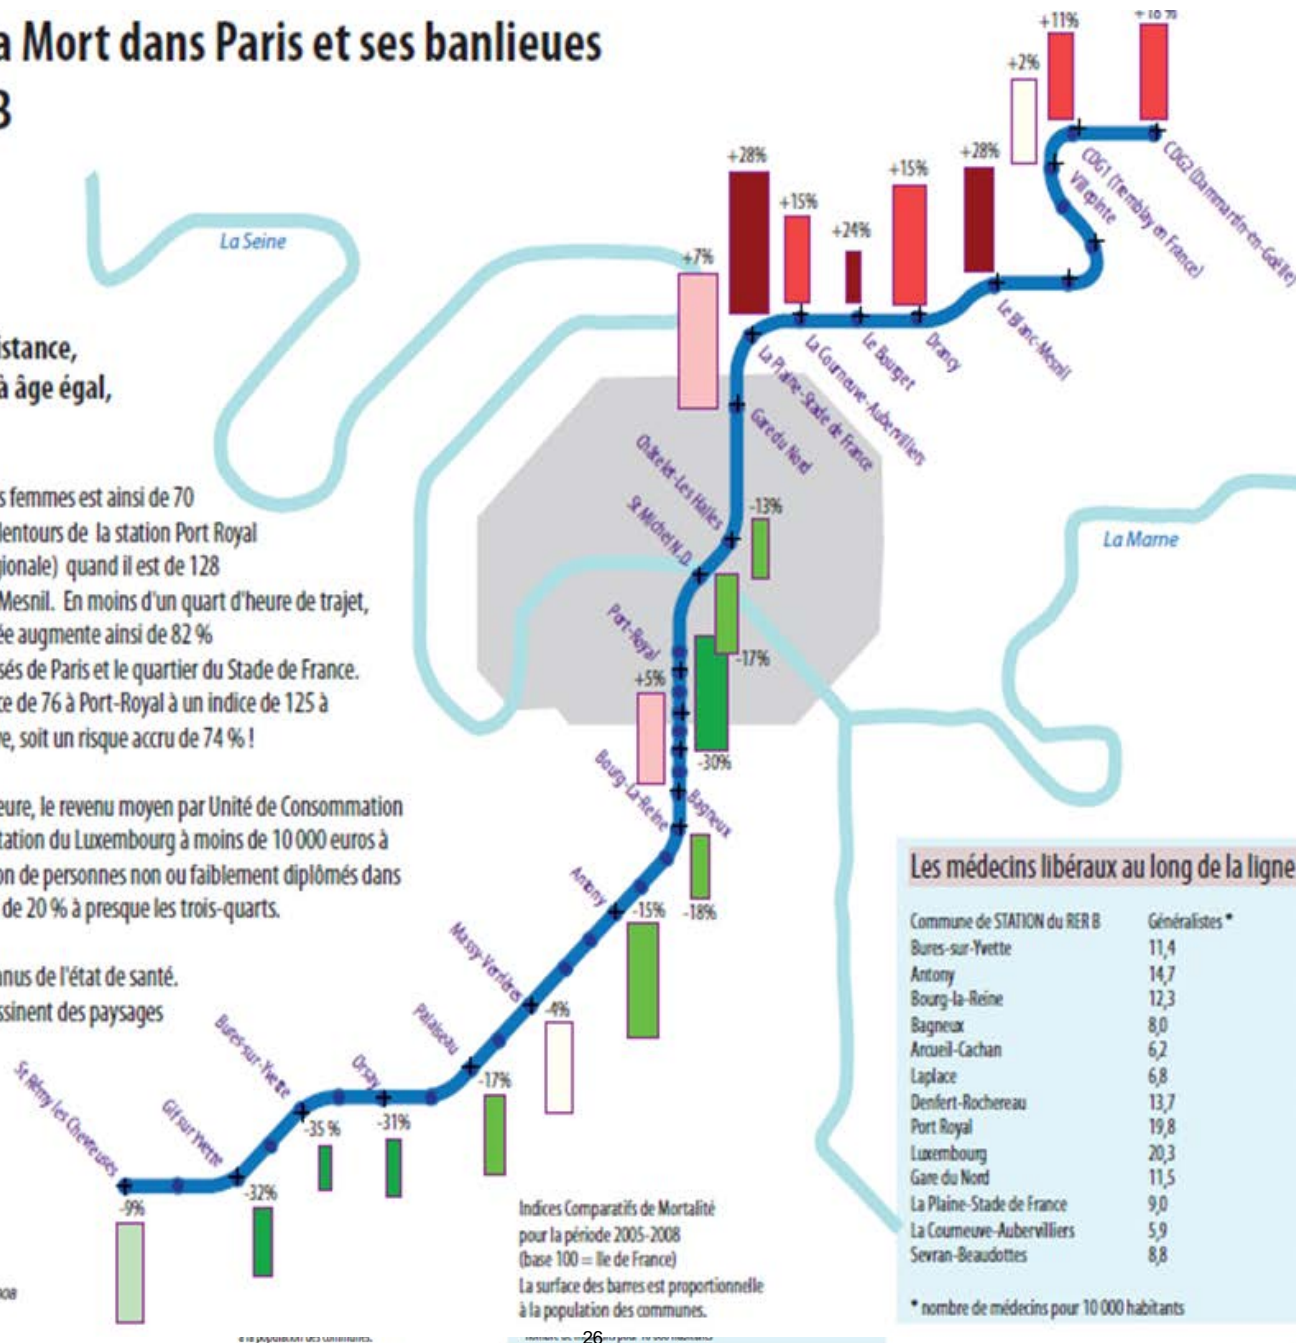 a Mort dans Paris et ses banlieues
B
+11%
+18 %
+2%
+28%
+15%
+24%
+15%
+28%
+7%
CDG2 (Dammartin-en-Goëlle)
CDG1 (Tremblay en France)
Villepinte
Le Blanc-Mesnil
Drancy
Le Bourget
La Courneuve-Aubervilliers
La Plaine-Stade de France
Gare du Nord
Châtelet-Les Halles
St Michel N.D.
Port-Royal
La Seine
La Marne
istance,
à âge égal,
s femmes est ainsi de 70
lentours de la station Port Royal
gionale) quand il est de 128
Mesnil. En moins d'un quart d'heure de trajet,
ée augmente ainsi de 82 %
sés de Paris et le quartier du Stade de France.
ce de 76 à Port-Royal à un indice de 125 à
ve, soit un risque accru de 74 % !
eure, le revenu moyen par Unité de Consommation
tation du Luxembourg à moins de 10 000 euros à
on de personnes non ou faiblement diplômés dans
de 20 % à presque les trois-quarts.
nnus de l'état de santé.
ssinent des paysages
-13%
-17%
+5%
-30%
Bourg-La-Reine
Bagneux
-18%
Antony
-15%
Massy-Verrières
-4%
Palaiseau
-17%
Orsay
-31%
Bures-sur-Yvette
-35 %
Gif sur Yvette
-32%
St Rémy les Chevreuses
-9%
Indices Comparatifs de Mortalité
pour la période 2005-2008
(base 100 = Ile de France)
La surface des barres est proportionnelle
à la population des communes.
Les médecins libéraux au long de la ligne
Commune de STATION du RER B Généralistes *
Bures-sur-Yvette 11,4
Antony 14,7
Bourg-la-Reine 12,3
Bagneux 8,0
Arcueil-Cachan 6,2
Laplace 6,8
Denfert-Rochereau 13,7
Port Royal 19,8
Luxembourg 20,3
Gare du Nord 11,5
La Plaine-Stade de France 9,0
La Courneuve-Aubervilliers 5,9
Sevran-Beaudottes 8,8
* nombre de médecins pour 10 000 habitants
008
à la population des communes.
26